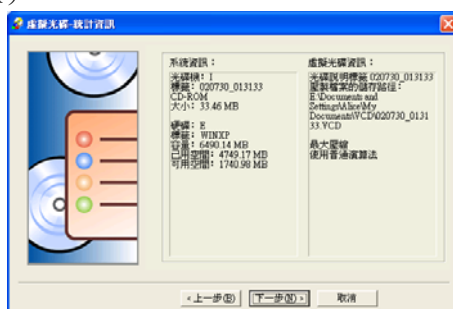 虛擬光碟-統計資訊
系統資訊：
光碟機： I
標籤： 020730_013133
CD-ROM
大小： 33.46 MB
硬碟： E
標籤： WINXP
容量： 6490.14 MB
已用空間： 4749.17 MB
可用空間： 1740.98 MB
虛擬光碟資訊：
光碟說明標籤 020730_013133
壓製檔案的儲存路徑：
E:\Documents and
Settings\Alice\My
Documents\VCD\020730_0131
33.VCD
最大壓縮
使用普通演算法
<上一步(B)
下一步(N)>
取消